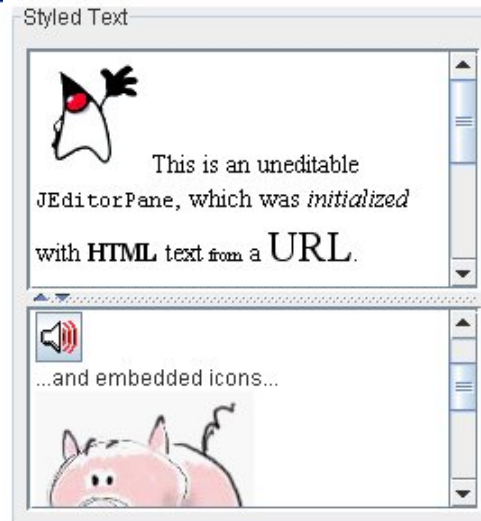 Styled Text
This is an uneditable
JEditorPane, which was initialized
with HTML text from a URL.
...and embedded icons...